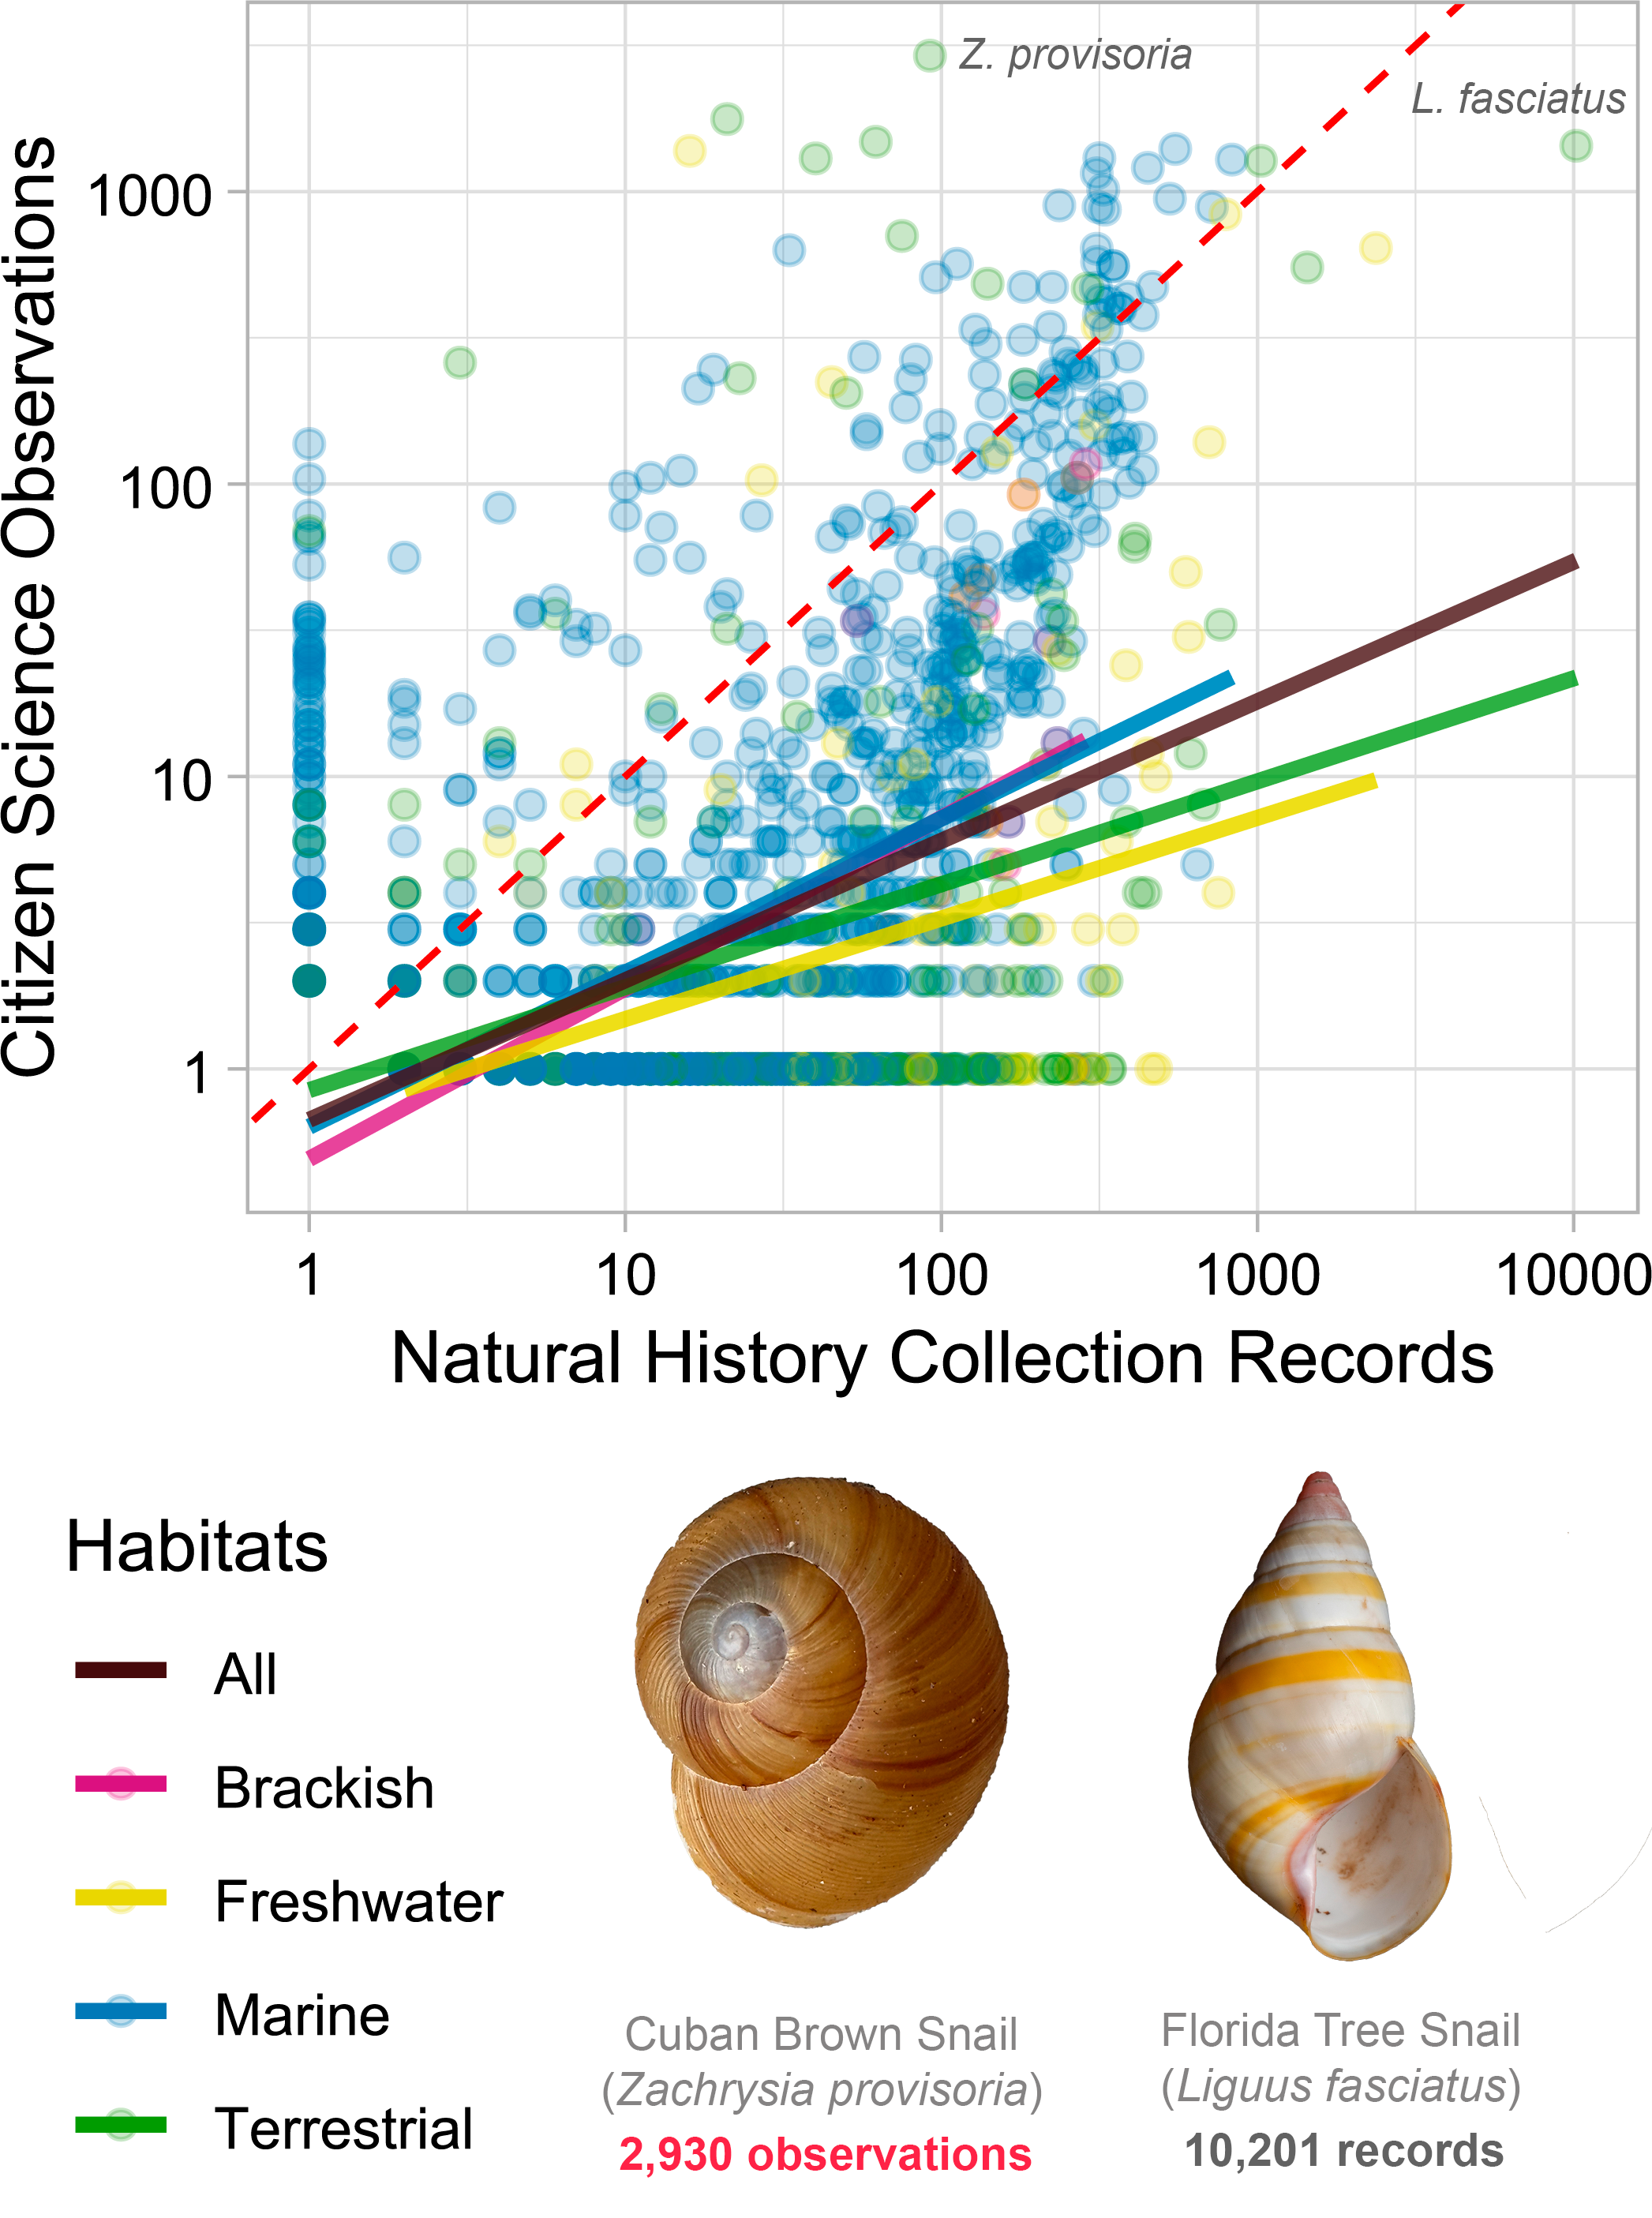 Z. provisoria
L. fasciatus
Citizen Science Observations
1000
100
10
1
1
10
100
1000
10000
Natural History Collection Records
Habitats
All
Brackish
Freshwater
Marine
Terrestrial
Cuban Brown Snail
(Zachrysia provisoria)
2,930 observations
Florida Tree Snail
(Liguus fasciatus)
10,201 records